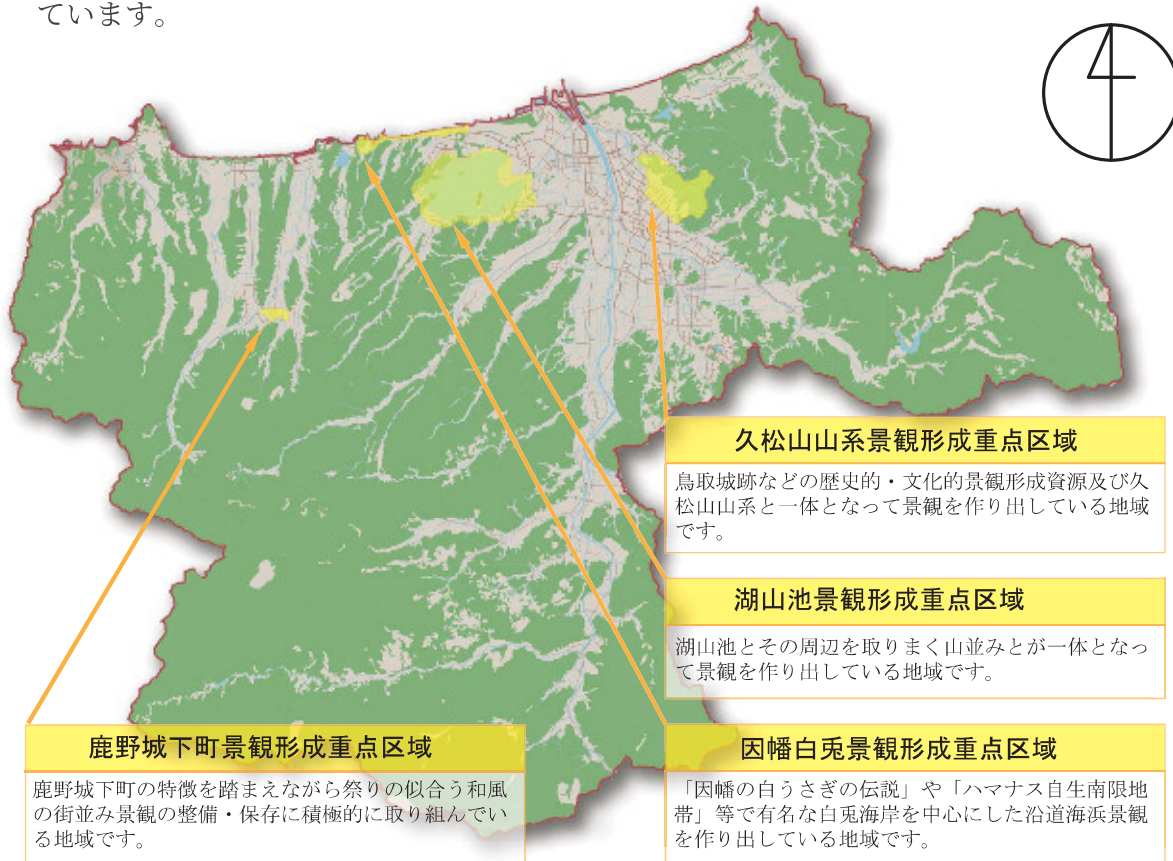 ています。
久松山山系景観形成重点区域
鳥取城跡などの歴史的・文化的景観形成資源及び久
松山山系と一体となって景観を作り出している地域
です。
湖山池景観形成重点区域
湖山池とその周辺を取りまく山並みとが一体となっ
て景観を作り出している地域です。
鹿野城下町景観形成重点区域
鹿野城下町の特徴を踏まえながら祭りの似合う和風
の街並み景観の整備・保存に積極的に取り組んでい
る地域です。
因幡白兎景観形成重点区域
「因幡の白うさぎの伝説」や「ハマナス自生南限地
帯」等で有名な白兎海岸を中心にした沿道海浜景観
を作り出している地域です。